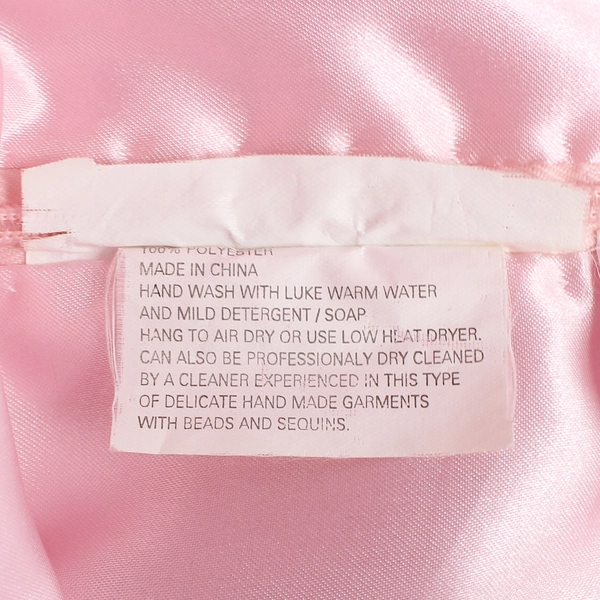 100% POLYESTER
MADE IN CHINA
HAND WASH WITH LUKE WARM WATER
AND MILD DETERGENT / SOAP
HANG TO AIR DRY OR USE LOW HEAT DRYER.
CAN ALSO BE PROFESSIONALY DRY CLEANED
BY A CLEANER EXPERIENCED IN THIS TYPE
OF DELICATE HAND MADE GARMENTS
WITH BEADS AND SEQUINS.